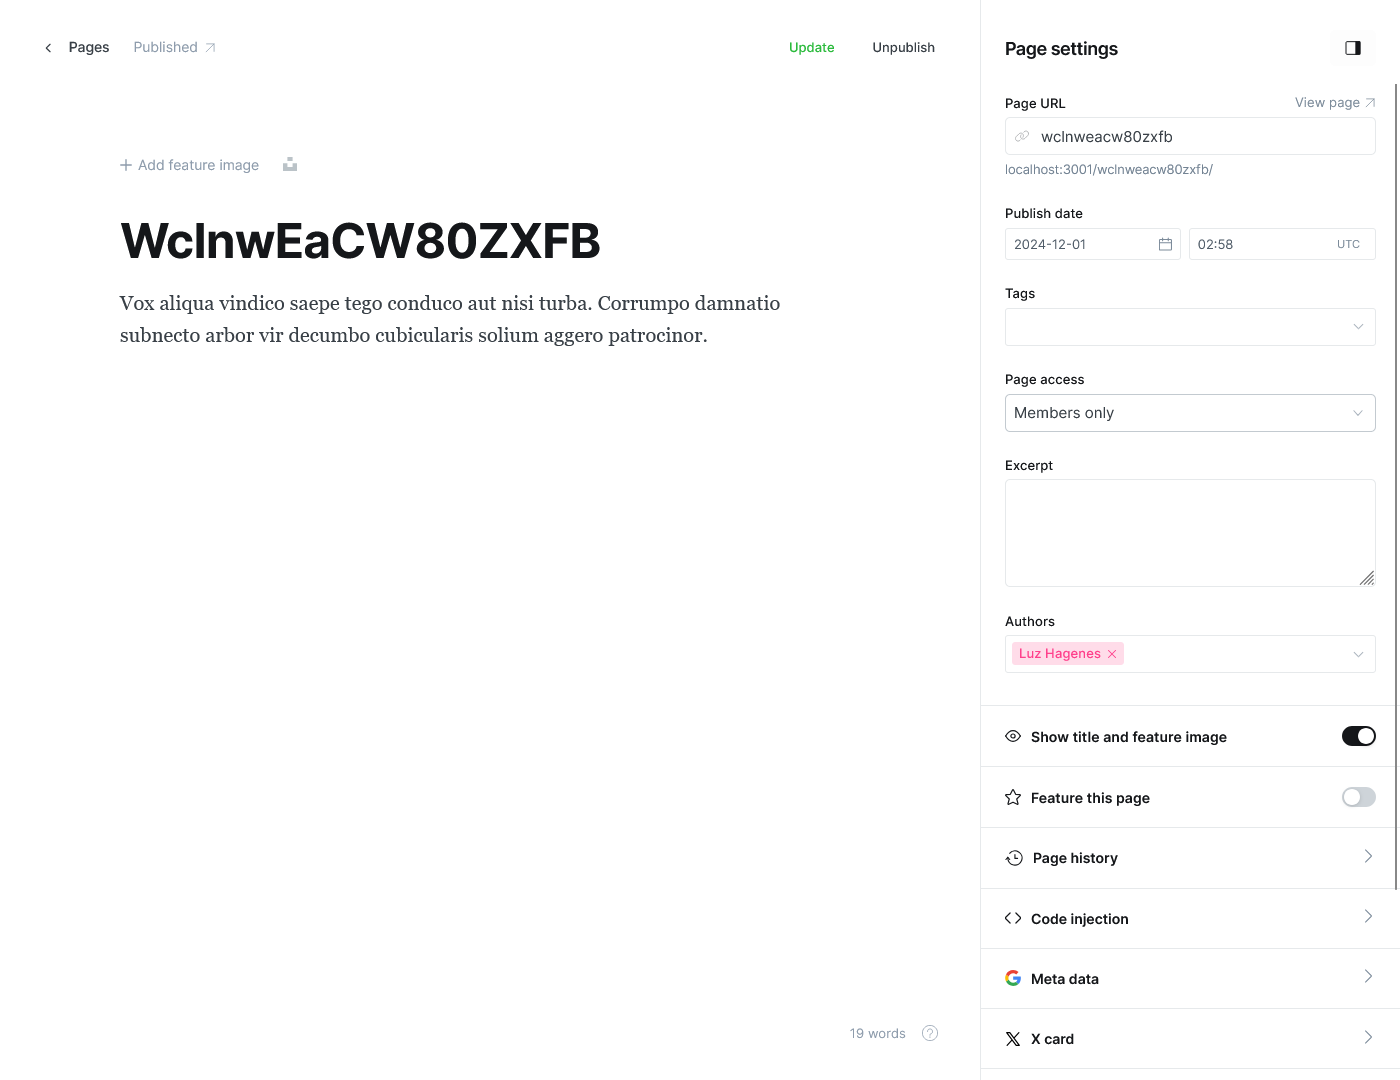 Pages
Published
Update
Unpublish
Add feature image
WclnwEaCW80ZXFB
Vox aliqua vindico saepe tego conduco aut nisi turba. Corrumpo damnatio
subnecto arbor vir decumbo cubicularis solium aggero patrocinor.
19 words
Page settings
Page URL
View page
wclnweacw80zxfb
localhost:3001/wclnweacw80zxfb/
Publish date
2024-12-01
02:58
UTC
Tags
Page access
Members only
Excerpt
Authors
Luz Hagenes
Show title and feature image
Feature this page
Page history
Code injection
Meta data
X card